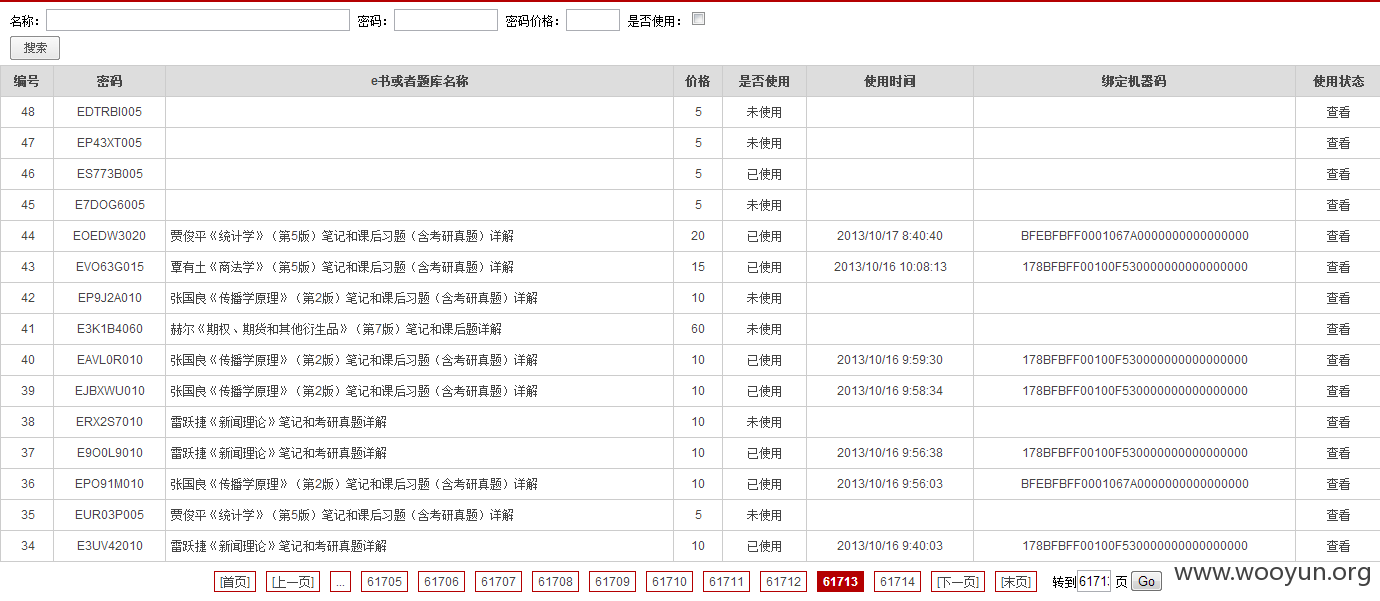 名称： 密码： 密码价格： 是否使用：
搜索
编号 密码 e书或者题库名称 价格 是否使用 使用时间 绑定机器码 使用状态
48 EDTRBI005 5 未使用 查看
47 EP43XT005 5 未使用 查看
46 ES773B005 5 已使用 查看
45 E7DOG6005 5 未使用 查看
44 EOEDW3020 贾俊平《统计学》（第5版）笔记和课后习题（含考研真题）详解 20 已使用 2013/10/17 8:40:40 BFEBFBFF0001067A0000000000000000 查看
43 EVO63G015 覃有土《商法学》（第5版）笔记和课后习题（含考研真题）详解 15 已使用 2013/10/16 10:08:13 178BFBFF00100F530000000000000000 查看
42 EP9J2A010 张国良《传播学原理》（第2版）笔记和课后习题（含考研真题）详解 10 未使用 查看
41 E3K1B4060 赫尔《期权、期货和其他衍生品》（第7版）笔记和课后题详解 60 未使用 查看
40 EAVL0R010 张国良《传播学原理》（第2版）笔记和课后习题（含考研真题）详解 10 已使用 2013/10/16 9:59:30 178BFBFF00100F530000000000000000 查看
39 EJBXWU010 张国良《传播学原理》（第2版）笔记和课后习题（含考研真题）详解 10 已使用 2013/10/16 9:58:34 178BFBFF00100F530000000000000000 查看
38 ERX2S7010 雷跃捷《新闻理论》笔记和考研真题详解 10 未使用 查看
37 E9O0L9010 雷跃捷《新闻理论》笔记和考研真题详解 10 已使用 2013/10/16 9:56:38 178BFBFF00100F530000000000000000 查看
36 EPO91M010 张国良《传播学原理》（第2版）笔记和课后习题（含考研真题）详解 10 已使用 2013/10/16 9:56:03 BFEBFBFF0001067A0000000000000000 查看
35 EUR03P005 贾俊平《统计学》（第5版）笔记和课后习题（含考研真题）详解 5 未使用 查看
34 E3UV42010 雷跃捷《新闻理论》笔记和考研真题详解 10 已使用 2013/10/16 9:40:03 178BFBFF00100F530000000000000000 查看
[首页] [上一页] ... 61705 61706 61707 61708 61709 61710 61711 61712 61713 61714 [下一页] [末页] 转到 61713 页 Go
www.wooyun.org